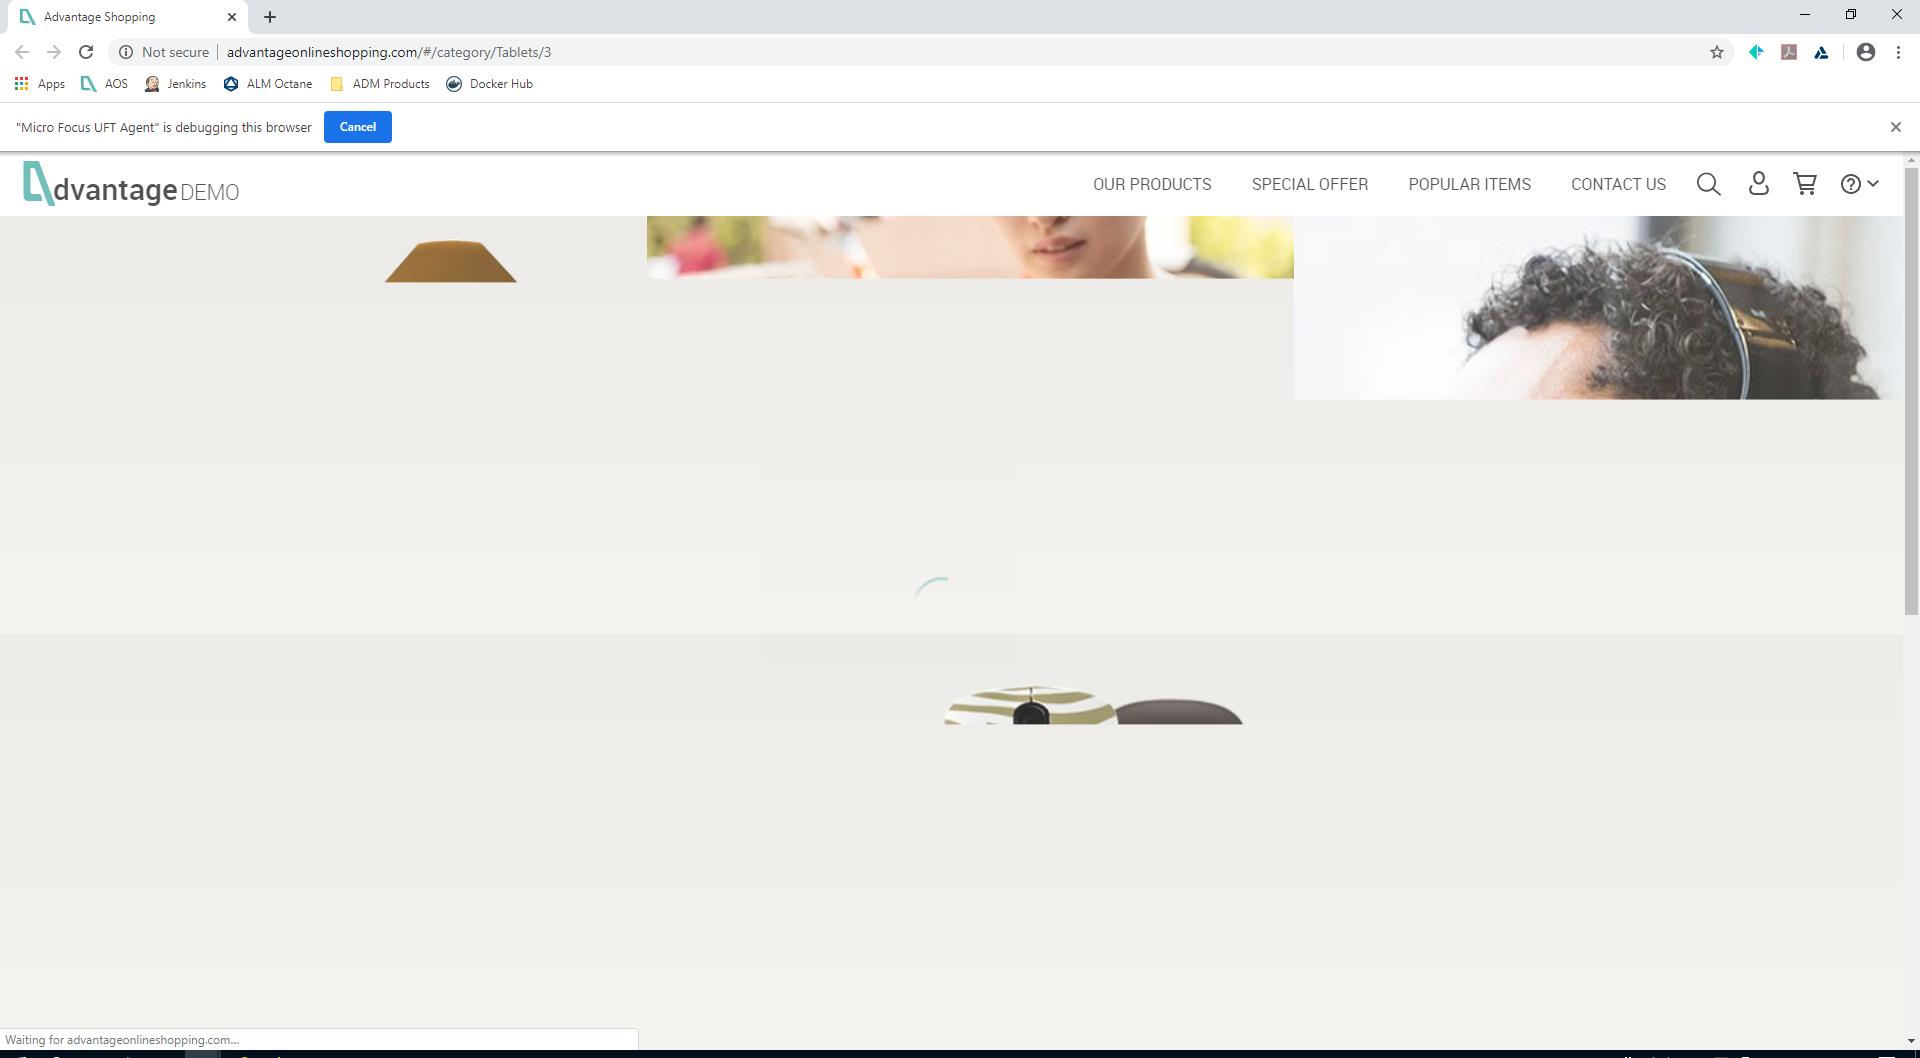 Advantage Shopping
Not secure advantageonlineshopping.com/#/category/Tablets/3
Apps AOS Jenkins ALM Octane ADM Products Docker Hub
"Micro Focus UFT Agent" is debugging this browser Cancel
dvantage DEMO OUR PRODUCTS SPECIAL OFFER POPULAR ITEMS CONTACT US
Waiting for advantageonlineshopping.com...